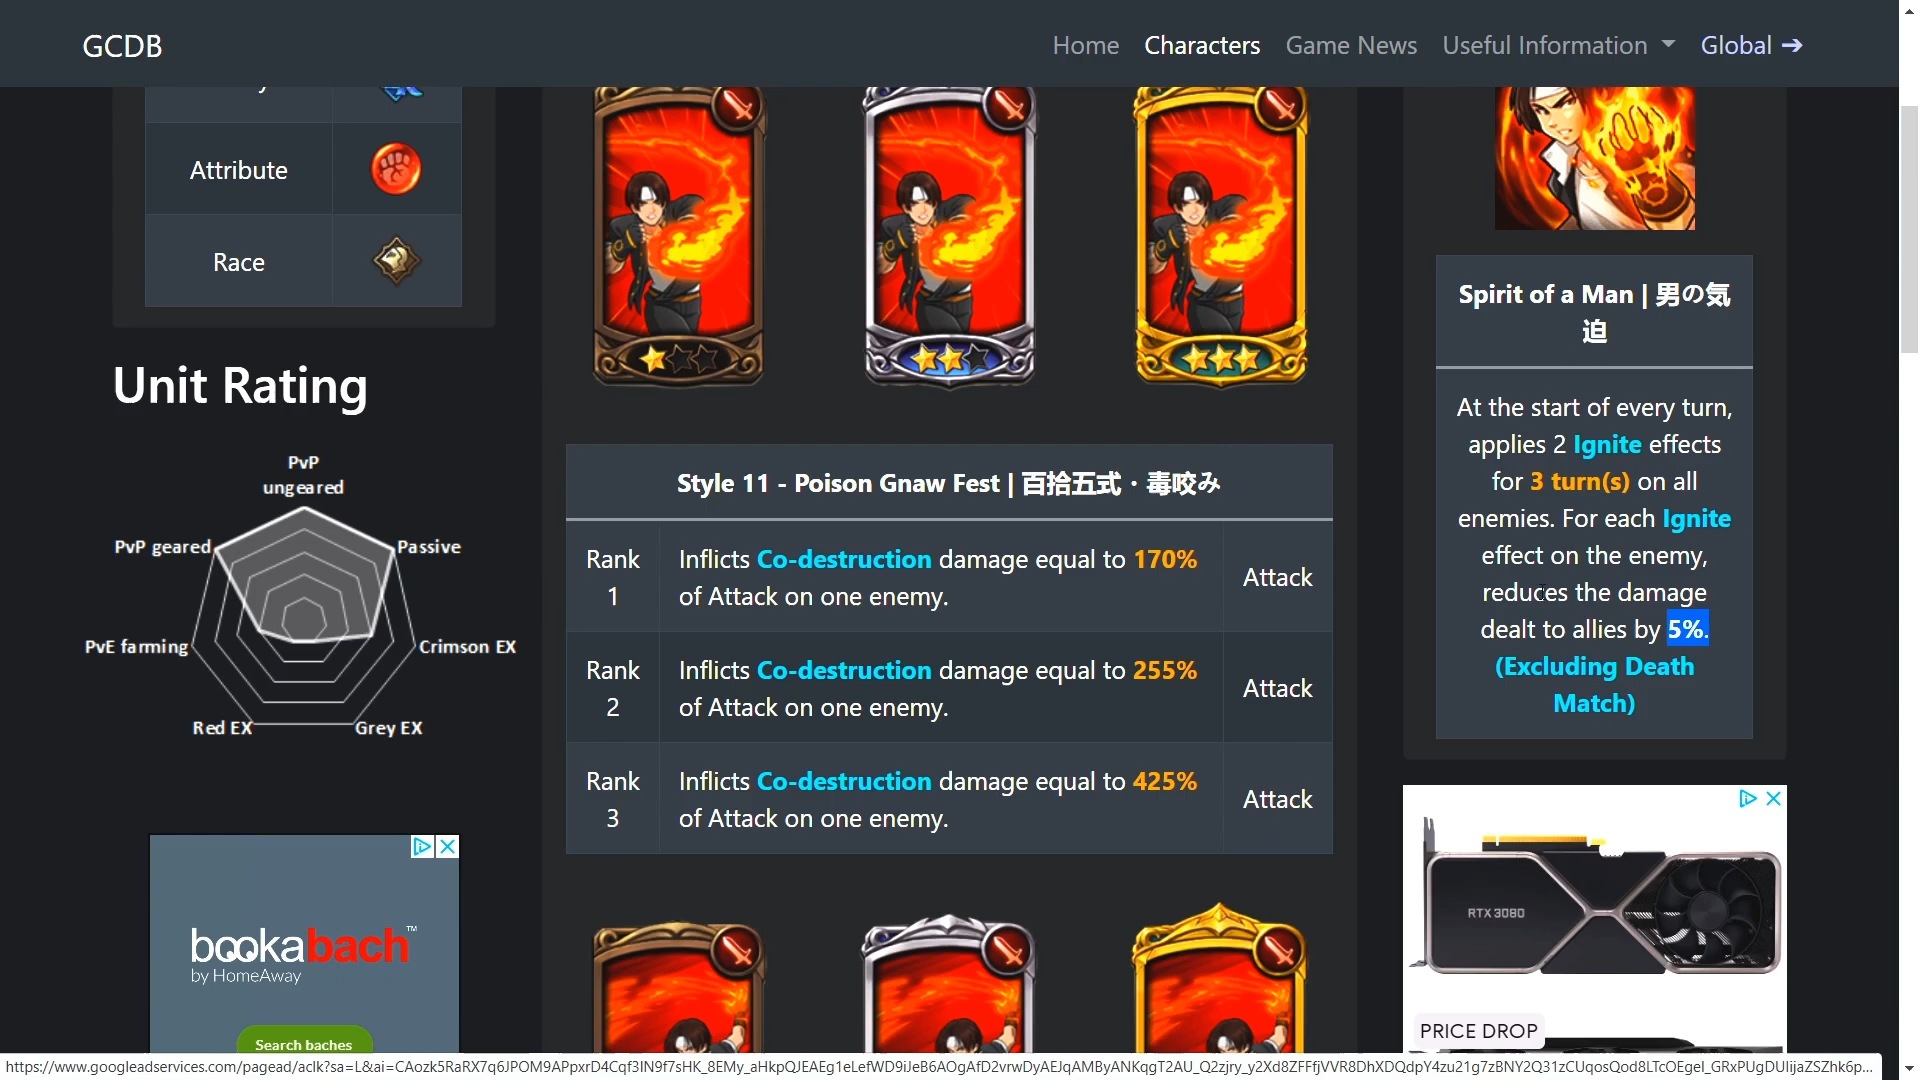 GCDB
Home
Characters
Game News
Useful Information
Global ➔
Attribute
Race
Unit Rating
PvP
ungeared
PvP geared
Passive
PvE farming
Crimson EX
Red EX
Grey EX
bookabach™
by HomeAway
Search baches
Style 11 - Poison Gnaw Fest | 百拾五式・毒咬み
Rank 1
Inflicts Co-destruction damage equal to 170%
of Attack on one enemy.
Attack
Rank 2
Inflicts Co-destruction damage equal to 255%
of Attack on one enemy.
Attack
Rank 3
Inflicts Co-destruction damage equal to 425%
of Attack on one enemy.
Attack
Spirit of a Man | 男の気
迫
At the start of every turn,
applies 2 Ignite effects
for 3 turn(s) on all
enemies. For each Ignite
effect on the enemy,
reduces the damage
dealt to allies by 5%.
(Excluding Death
Match)
RTX 3080
PRICE DROP